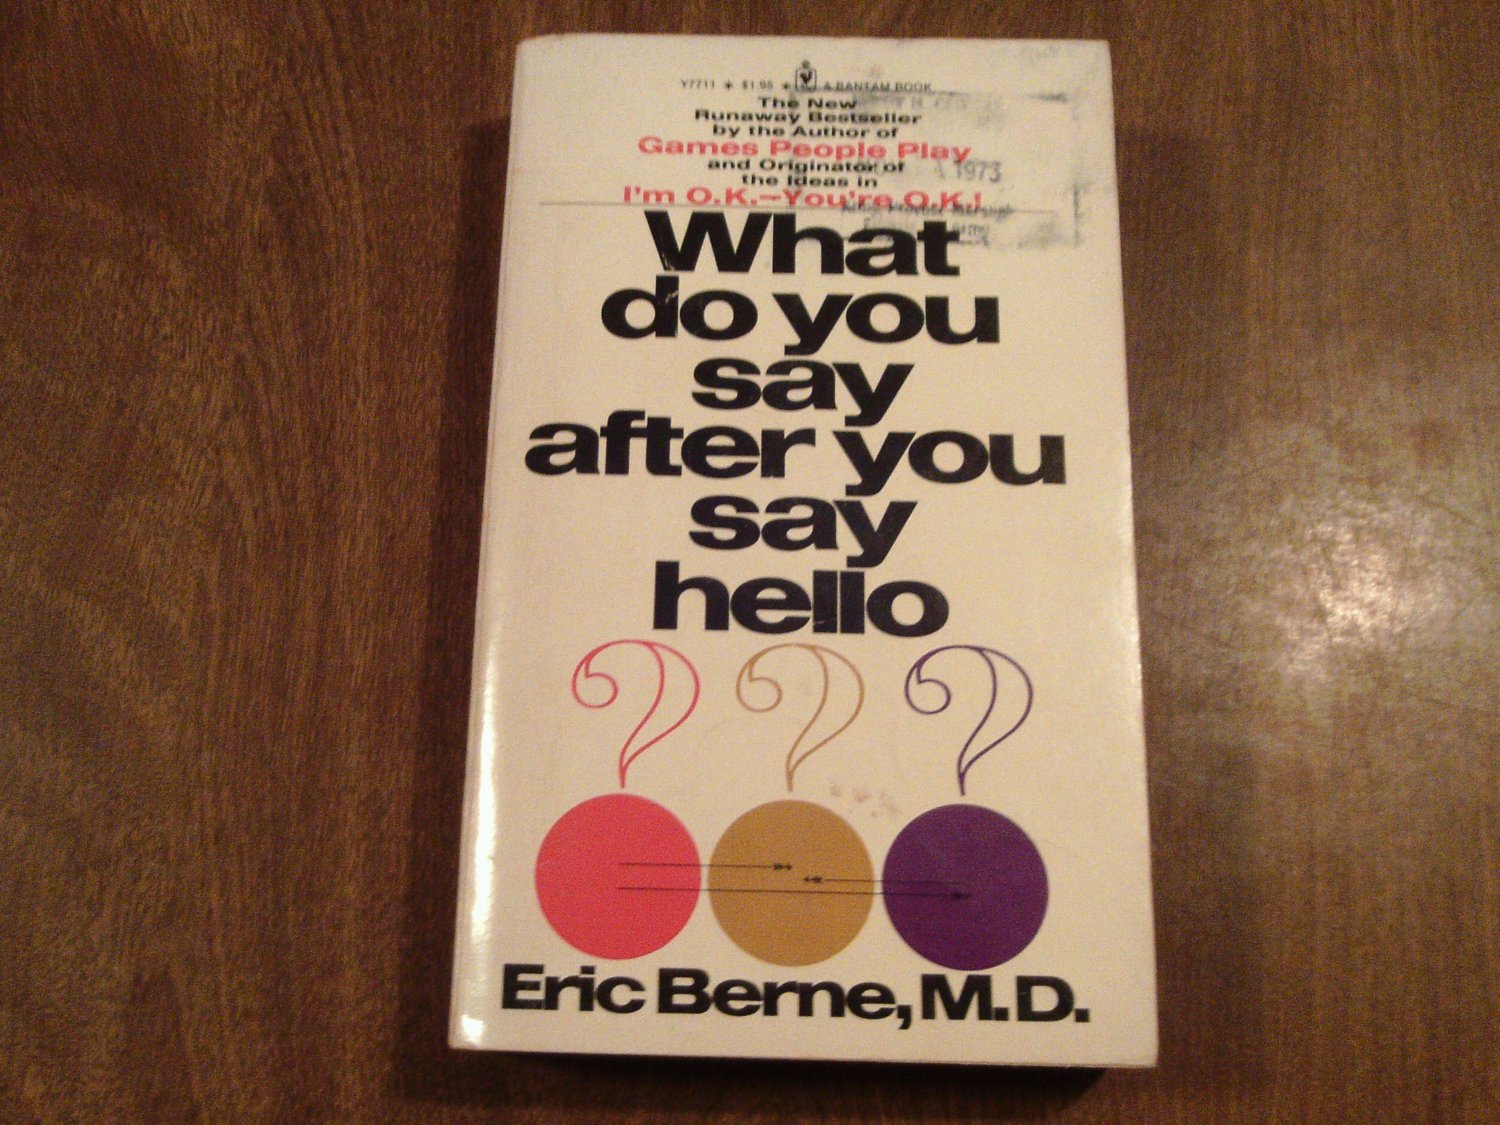 Y7711 * $1.95 * A BANTAM BOOK
The New
Runaway Bestseller
by the Author of
Games People Play
and Originator of
the Ideas in
1973
I'm O.K.—You're O.K.!
What
do you
say
after you
say
hello
? ? ?
Eric Berne, M.D.